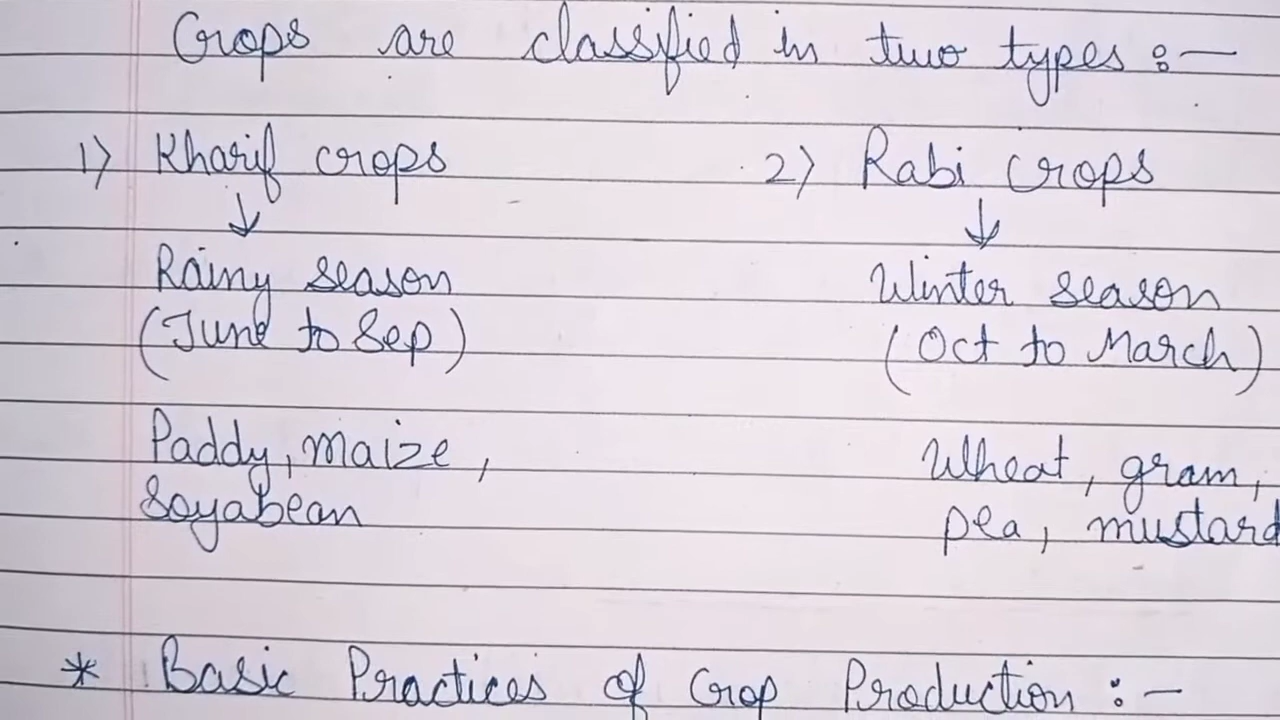 Crops are classified in two types :-
1) Kharif crops 2) Rabi crops
↓ ↓
Rainy season Winter season
(June to Sep) (Oct to March)
Paddy, maize, Wheat, gram,
Soyabean pea, mustard
* Basic Practices of Crop Production :-